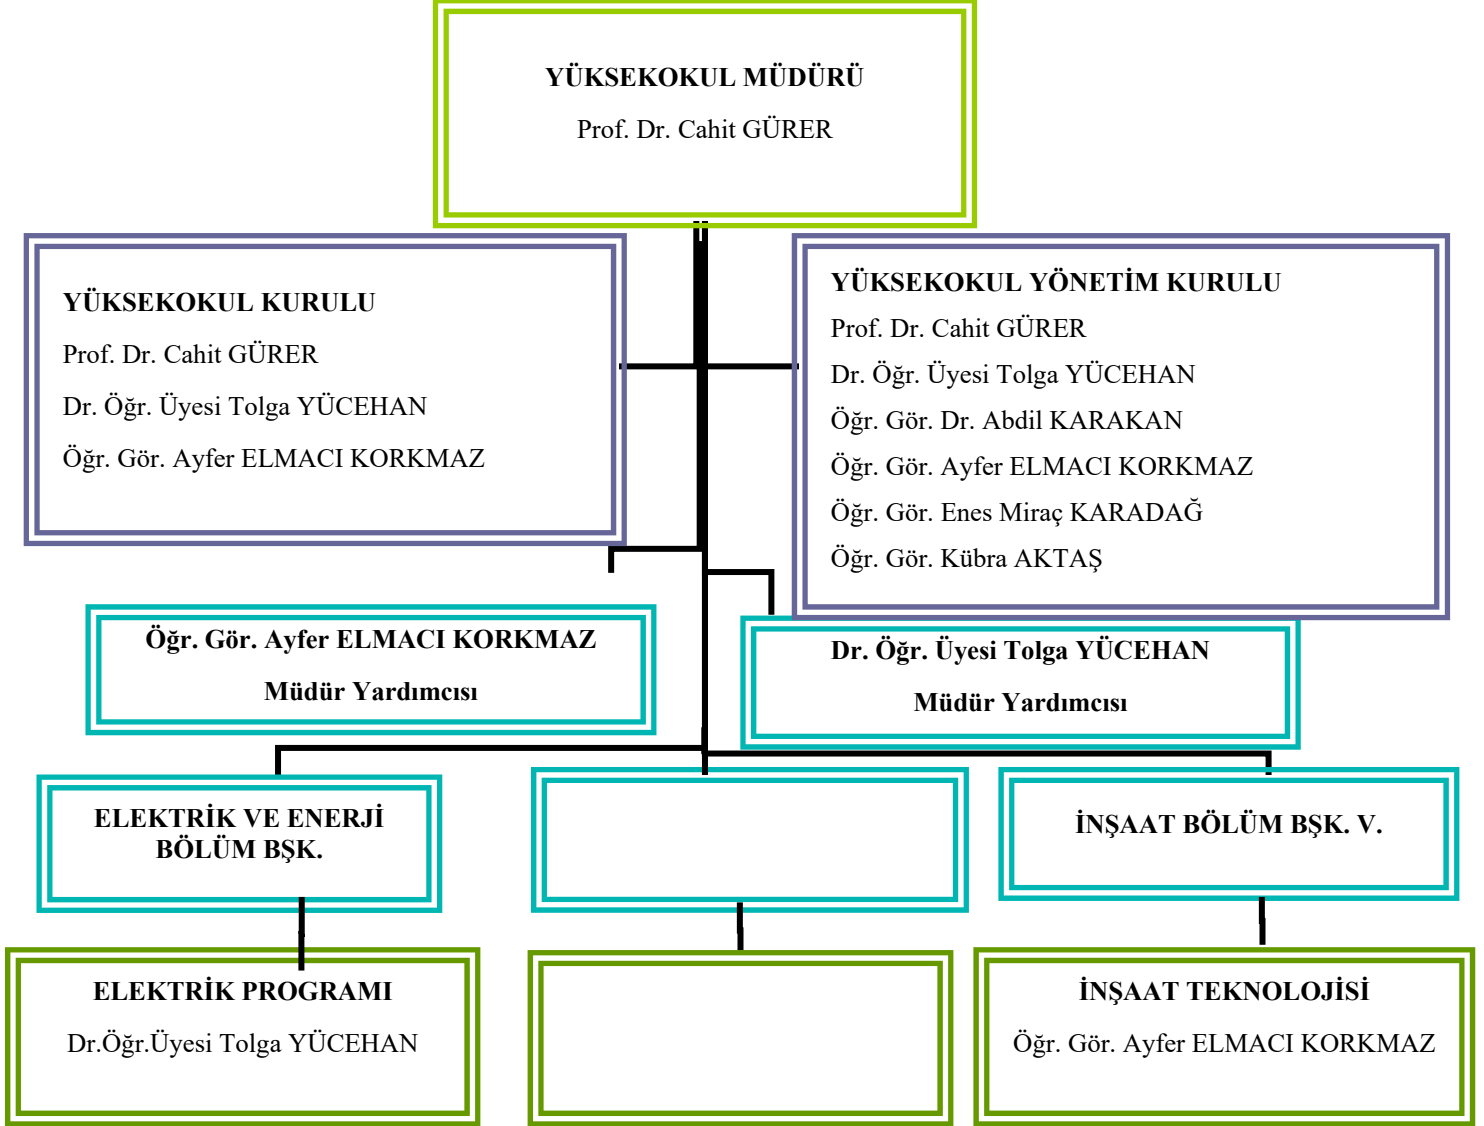 YÜKSEKOKUL MÜDÜRÜ
Prof. Dr. Cahit GÜRER
YÜKSEKOKUL KURULU
Prof. Dr. Cahit GÜRER
Dr. Öğr. Üyesi Tolga YÜCEHAN
Öğr. Gör. Ayfer ELMACI KORKMAZ
YÜKSEKOKUL YÖNETİM KURULU
Prof. Dr. Cahit GÜRER
Dr. Öğr. Üyesi Tolga YÜCEHAN
Öğr. Gör. Dr. Abdil KARAKAN
Öğr. Gör. Ayfer ELMACI KORKMAZ
Öğr. Gör. Enes Miraç KARADAĞ
Öğr. Gör. Kübra AKTAŞ
Öğr. Gör. Ayfer ELMACI KORKMAZ
Müdür Yardımcısı
Dr. Öğr. Üyesi Tolga YÜCEHAN
Müdür Yardımcısı
ELEKTRİK VE ENERJİ
BÖLÜM BŞK.
İNŞAAT BÖLÜM BŞK. V.
ELEKTRİK PROGRAMI
Dr.Öğr.Üyesi Tolga YÜCEHAN
İNŞAAT TEKNOLOJİSİ
Öğr. Gör. Ayfer ELMACI KORKMAZ